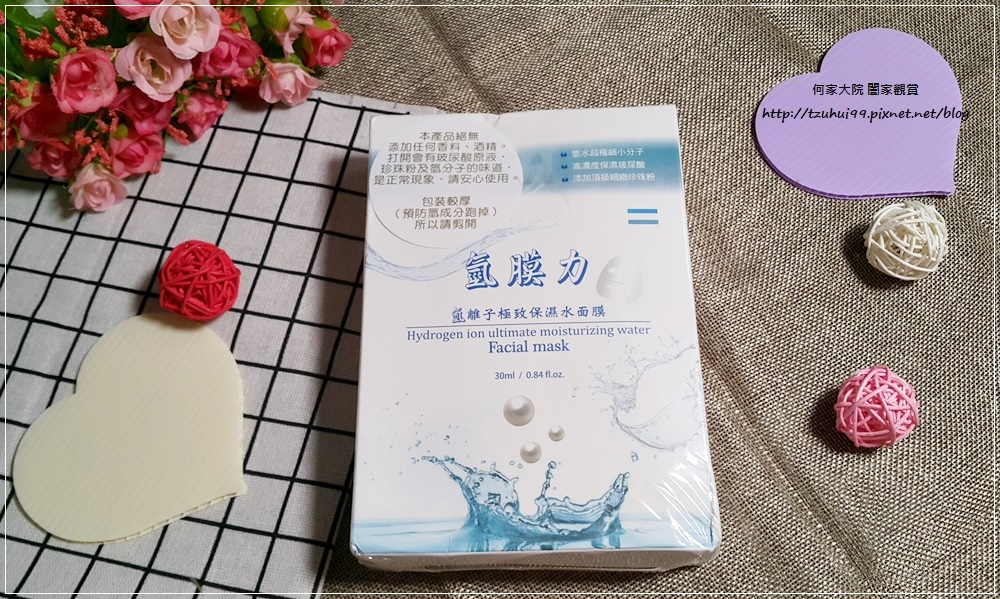 何家大院 闔家觀賞
http://tzuhui99.pixnet.net/blog
本產品絕無
添加任何香料、酒精。
打開會有玻尿酸原液，
珍珠粉及氫分子的味道，
是正常現象，請安心使用。
包裝較厚
（預防氫成分跑掉）
所以請剪開
氫水超極細小分子
高濃度保濕玻尿酸
添加頂級細緻珍珠粉
氫膜力
氫離子極致保濕水面膜
Hydrogen ion ultimate moisturizing water
Facial mask
30ml / 0.84 fl.oz.